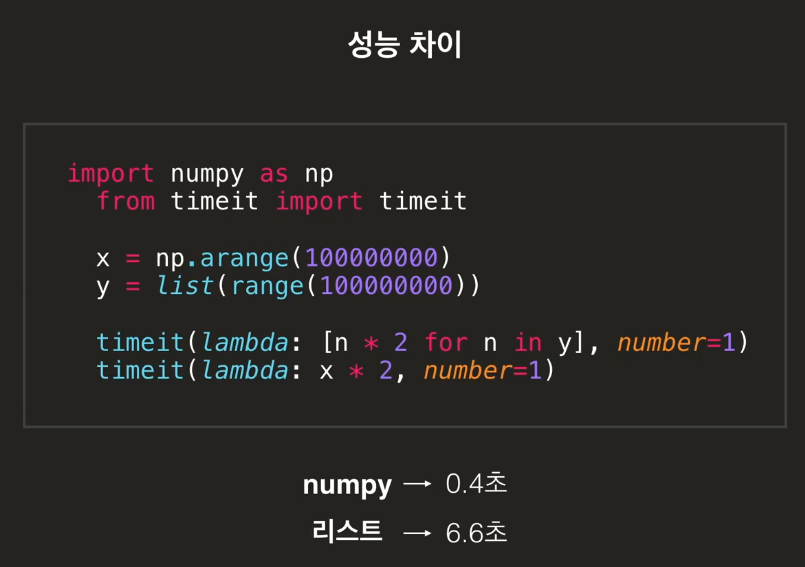 성능 차이
import numpy as np
from timeit import timeit
x = np.arange(100000000)
y = list(range(100000000))
timeit(lambda: [n * 2 for n in y], number=1)
timeit(lambda: x * 2, number=1)
numpy → 0.4초
리스트 → 6.6초